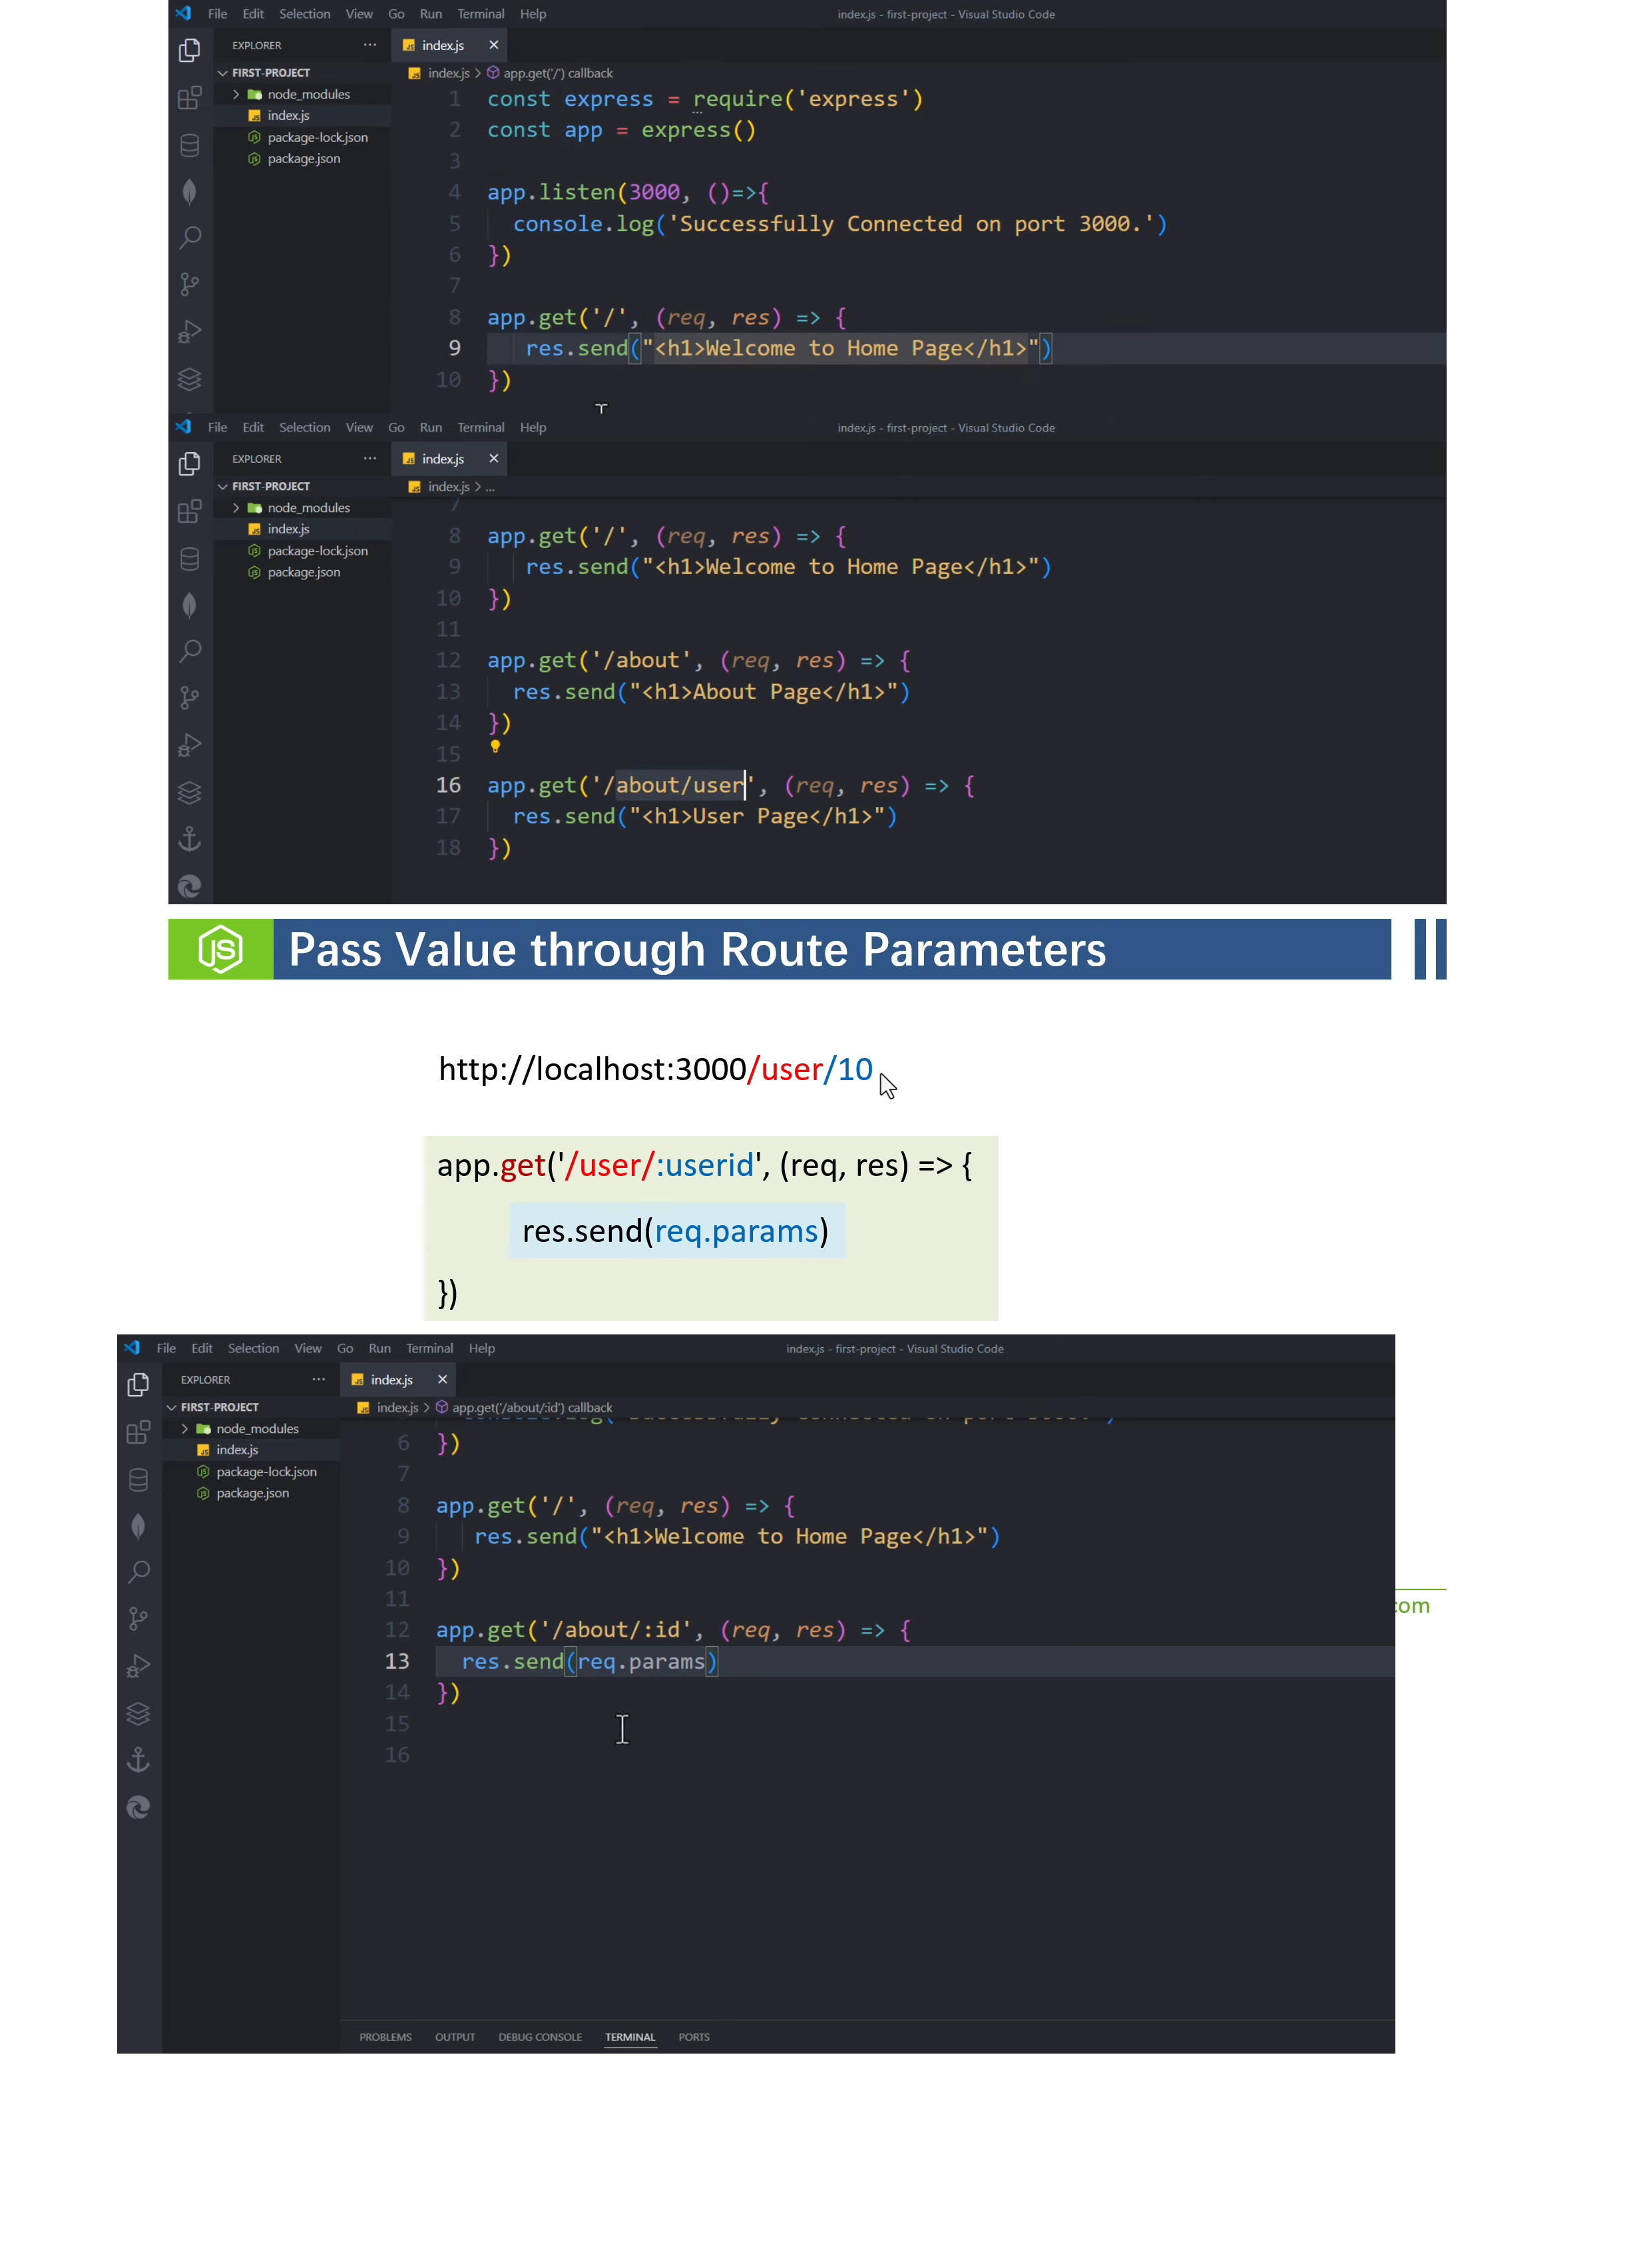 File Edit Selection View Go Run Terminal Help index.js - first-project - Visual Studio Code
EXPLORER ··· index.js ×
FIRST-PROJECT index.js > app.get('/') callback
node_modules
index.js
package-lock.json
package.json
1 const express = require('express')
2 const app = express()
3
4 app.listen(3000, ()=>{
5 console.log('Successfully Connected on port 3000.')
6 })
7
8 app.get('/', (req, res) => {
9 res.send("<h1>Welcome to Home Page</h1>")
10 })
File Edit Selection View Go Run Terminal Help index.js - first-project - Visual Studio Code
EXPLORER ··· index.js ×
FIRST-PROJECT index.js > ...
node_modules
index.js
package-lock.json
package.json
7
8 app.get('/', (req, res) => {
9 res.send("<h1>Welcome to Home Page</h1>")
10 })
11
12 app.get('/about', (req, res) => {
13 res.send("<h1>About Page</h1>")
14 })
15
16 app.get('/about/user', (req, res) => {
17 res.send("<h1>User Page</h1>")
18 })
JS Pass Value through Route Parameters
http://localhost:3000/user/10
app.get('/user/:userid', (req, res) => {
res.send(req.params)
})
File Edit Selection View Go Run Terminal Help index.js - first-project - Visual Studio Code
EXPLORER ··· index.js ×
FIRST-PROJECT index.js > app.get('/about/:id') callback
node_modules
index.js
package-lock.json
package.json
6 })
7
8 app.get('/', (req, res) => {
9 res.send("<h1>Welcome to Home Page</h1>")
10 })
11
12 app.get('/about/:id', (req, res) => {
13 res.send(req.params)
14 })
15
16
com
PROBLEMS OUTPUT DEBUG CONSOLE TERMINAL PORTS